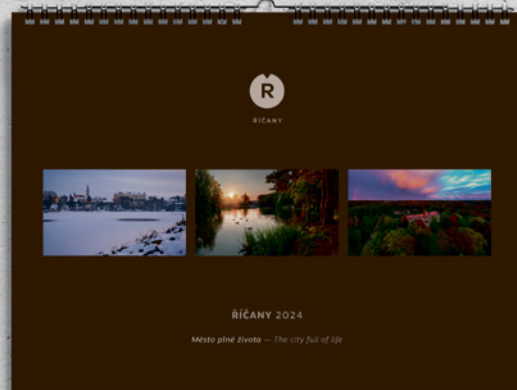 Ř
ŘÍČANY
ŘÍČANY 2024
Město plné života — The city full of life